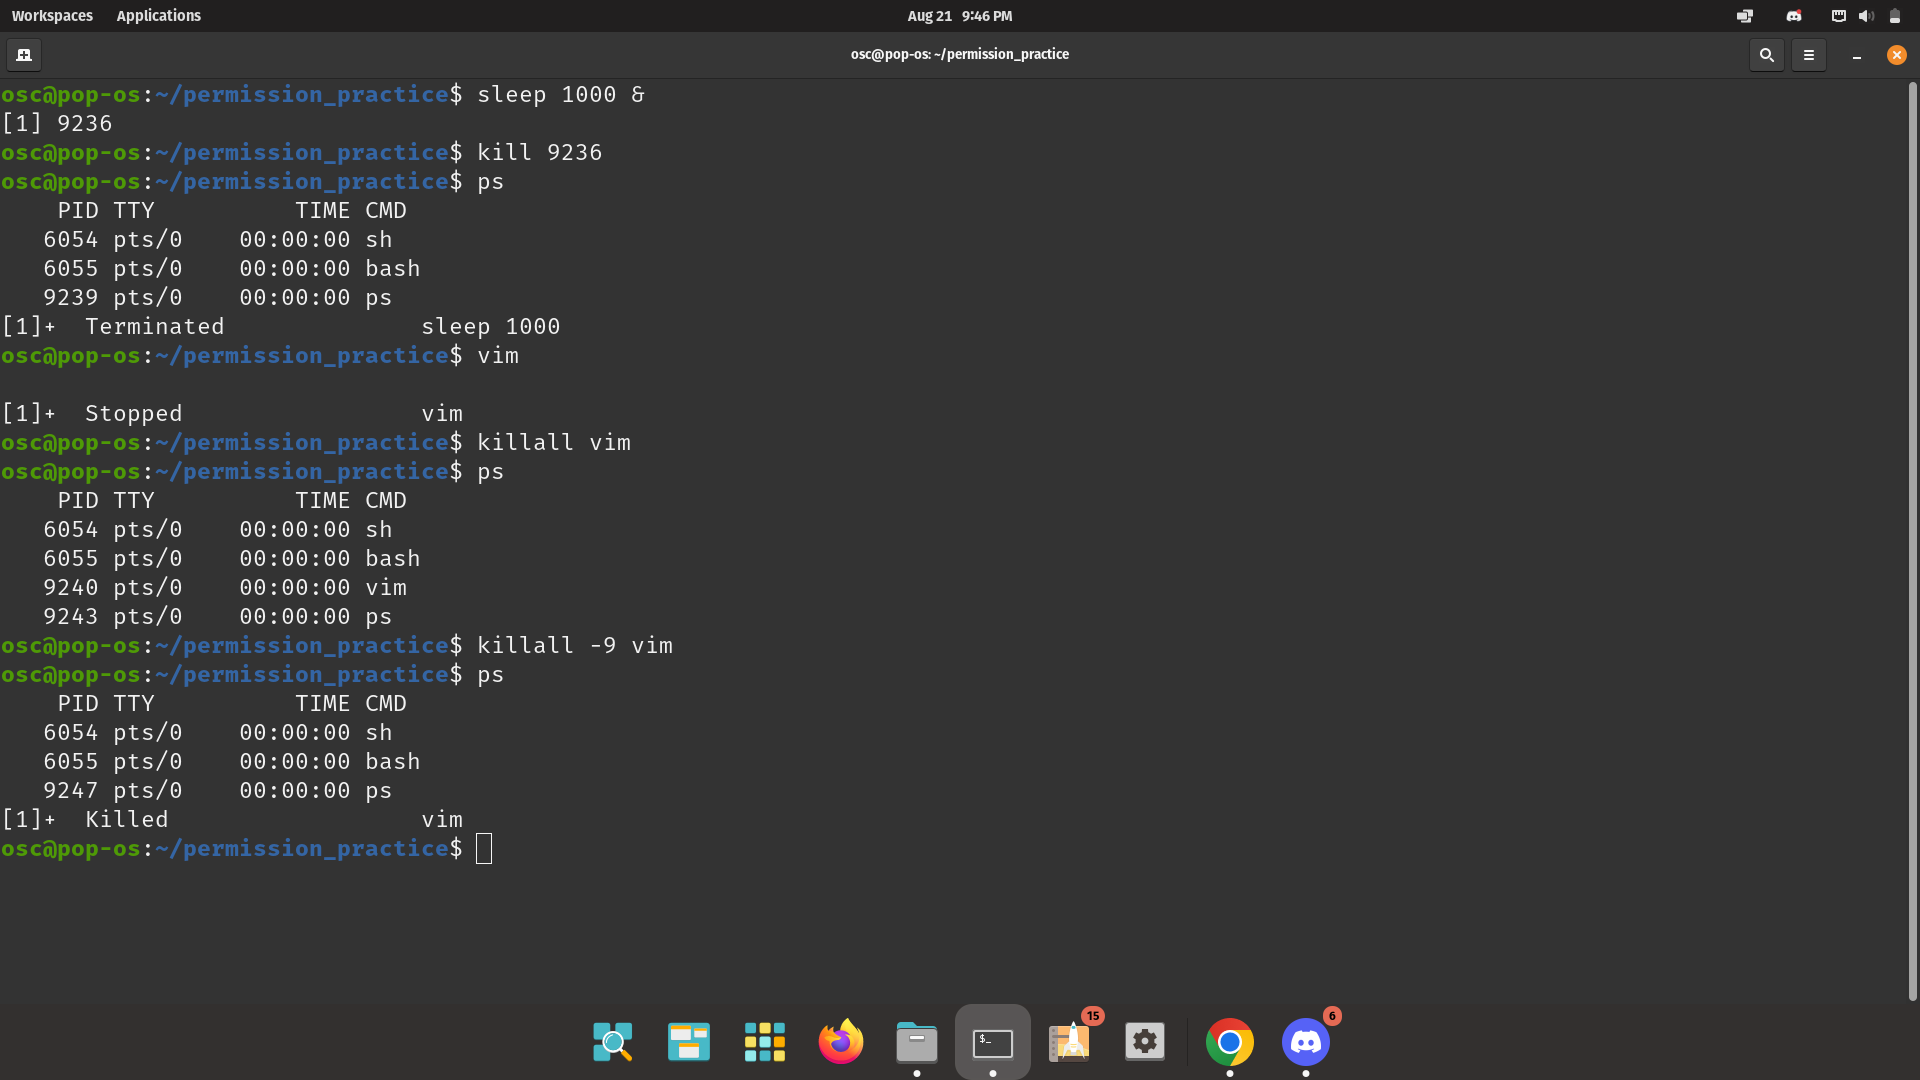 Workspaces Applications Aug 21 9:46 PM
osc@pop-os: ~/permission_practice
osc@pop-os:~/permission_practice$ sleep 1000 &
[1] 9236
osc@pop-os:~/permission_practice$ kill 9236
osc@pop-os:~/permission_practice$ ps
    PID TTY          TIME CMD
   6054 pts/0    00:00:00 sh
   6055 pts/0    00:00:00 bash
   9239 pts/0    00:00:00 ps
[1]+  Terminated              sleep 1000
osc@pop-os:~/permission_practice$ vim
[1]+  Stopped                 vim
osc@pop-os:~/permission_practice$ killall vim
osc@pop-os:~/permission_practice$ ps
    PID TTY          TIME CMD
   6054 pts/0    00:00:00 sh
   6055 pts/0    00:00:00 bash
   9240 pts/0    00:00:00 vim
   9243 pts/0    00:00:00 ps
osc@pop-os:~/permission_practice$ killall -9 vim
osc@pop-os:~/permission_practice$ ps
    PID TTY          TIME CMD
   6054 pts/0    00:00:00 sh
   6055 pts/0    00:00:00 bash
   9247 pts/0    00:00:00 ps
[1]+  Killed                  vim
osc@pop-os:~/permission_practice$
$_ 15 6